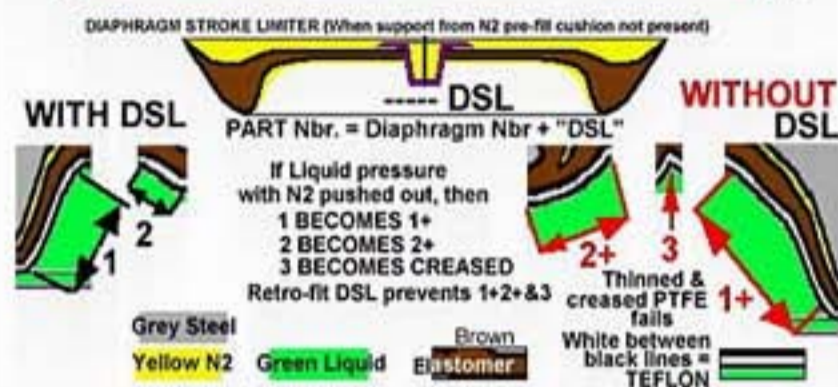 DIAPHRAGM STROKE LIMITER (When support from N2 pre-fill cushion not present)
----- DSL
PART Nbr. = Diaphragm Nbr + "DSL"
WITH DSL
1
2
If Liquid pressure
with N2 pushed out, then
1 BECOMES 1+
2 BECOMES 2+
3 BECOMES CREASED
Retro-fit DSL prevents 1+2+&3
WITHOUT
DSL
2+
3
1+
Thinned &
creased PTFE
fails
White between
black lines =
TEFLON
Grey Steel
Yellow N2
Green Liquid
Brown
Elastomer